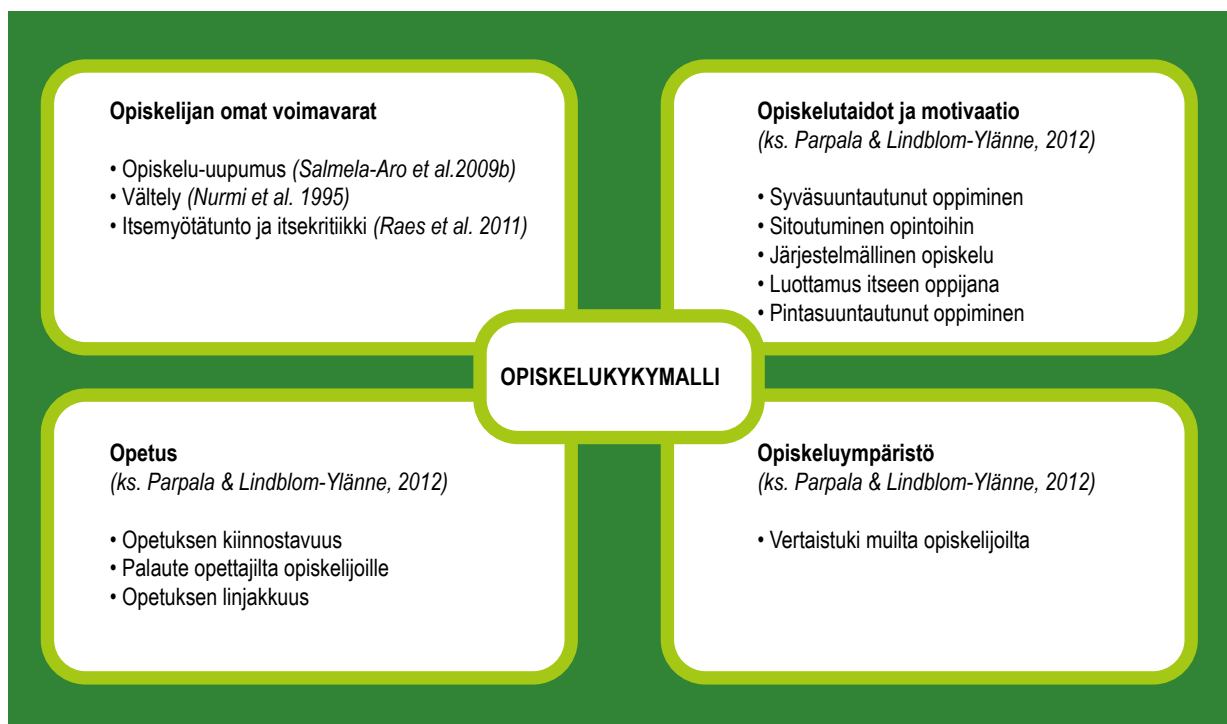 Opiskelijan omat voimavarat
• Opiskelu-uupumus (Salmela-Aro et al.2009b)
• Vältely (Nurmi et al. 1995)
• Itsemyötätunto ja itsekritiikki (Raes et al. 2011)
Opiskelutaidot ja motivaatio
(ks. Parpala & Lindblom-Ylänne, 2012)
• Syväsuuntautunut oppiminen
• Sitoutuminen opintoihin
• Järjestelmällinen opiskelu
• Luottamus itseen oppijana
• Pintasuuntautunut oppiminen
OPISKELUKYKYMALLI
Opetus
(ks. Parpala & Lindblom-Ylänne, 2012)
• Opetuksen kiinnostavuus
• Palaute opettajilta opiskelijoille
• Opetuksen linjakkuus
Opiskeluympäristö
(ks. Parpala & Lindblom-Ylänne, 2012)
• Vertaistuki muilta opiskelijoilta